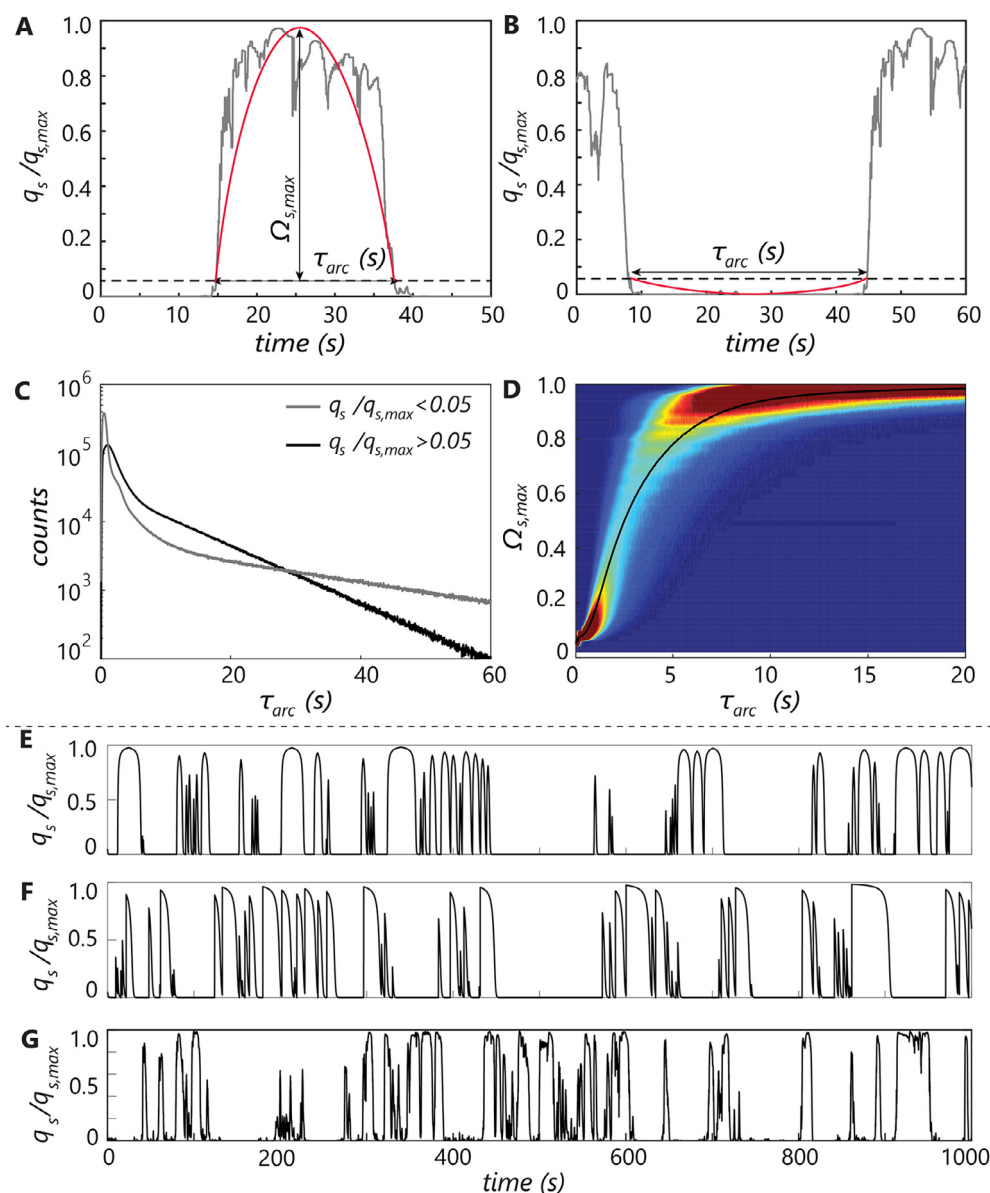 A
q_s /q_s,max
1.0
0.8
0.6
0.4
0.2
0
Ω_s,max
τ_arc (s)
0 10 20 30 40 50
time (s)
B
q_s /q_s,max
1.0
0.8
0.6
0.4
0.2
0
τ_arc (s)
0 10 20 30 40 50 60
time (s)
C
counts
10^6
10^5
10^4
10^3
10^2
q_s /q_s,max <0.05
q_s /q_s,max >0.05
0 20 40 60
τ_arc (s)
D
Ω_s,max
1.0
0.8
0.6
0.4
0.2
0
0 5 10 15 20
τ_arc (s)
E
q_s /q_s,max
1.0
0.5
0
F
q_s /q_s,max
1.0
0.5
0
G
q_s /q_s,max
1.0
0.5
0
0 200 400 600 800 1000
time (s)